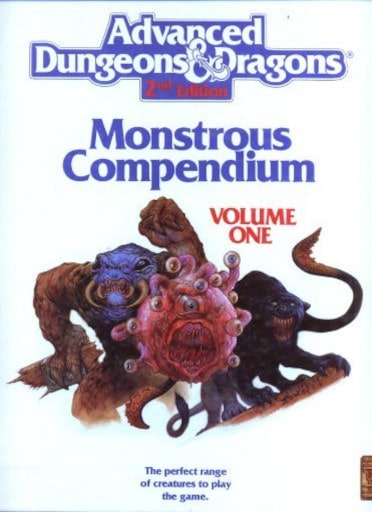 Advanced
Dungeons & Dragons®
2nd Edition
Monstrous
Compendium
VOLUME
ONE
The perfect range
of creatures to play
the game.